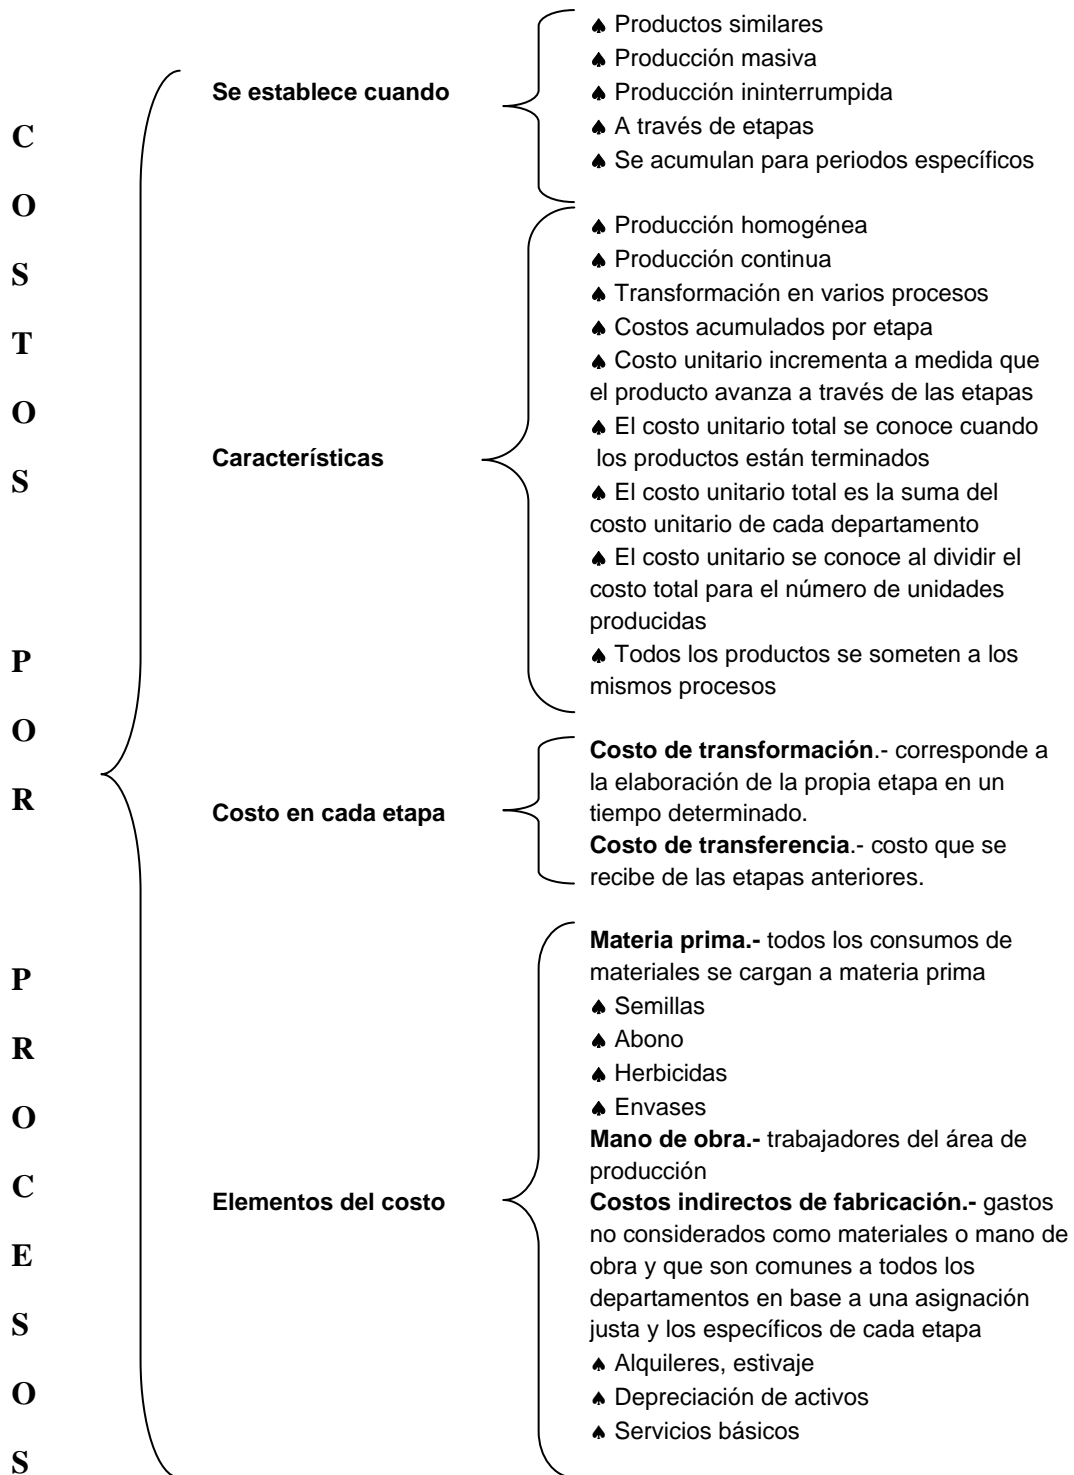 COSTOS POR PROCESOS
Se establece cuando
♠ Productos similares
♠ Producción masiva
♠ Producción ininterrumpida
♠ A través de etapas
♠ Se acumulan para periodos específicos
Características
♠ Producción homogénea
♠ Producción continua
♠ Transformación en varios procesos
♠ Costos acumulados por etapa
♠ Costo unitario incrementa a medida que
el producto avanza a través de las etapas
♠ El costo unitario total se conoce cuando
los productos están terminados
♠ El costo unitario total es la suma del
costo unitario de cada departamento
♠ El costo unitario se conoce al dividir el
costo total para el número de unidades
producidas
♠ Todos los productos se someten a los
mismos procesos
Costo en cada etapa
Costo de transformación.- corresponde a
la elaboración de la propia etapa en un
tiempo determinado.
Costo de transferencia.- costo que se
recibe de las etapas anteriores.
Elementos del costo
Materia prima.- todos los consumos de
materiales se cargan a materia prima
♠ Semillas
♠ Abono
♠ Herbicidas
♠ Envases
Mano de obra.- trabajadores del área de
producción
Costos indirectos de fabricación.- gastos
no considerados como materiales o mano de
obra y que son comunes a todos los
departamentos en base a una asignación
justa y los específicos de cada etapa
♠ Alquileres, estivaje
♠ Depreciación de activos
♠ Servicios básicos